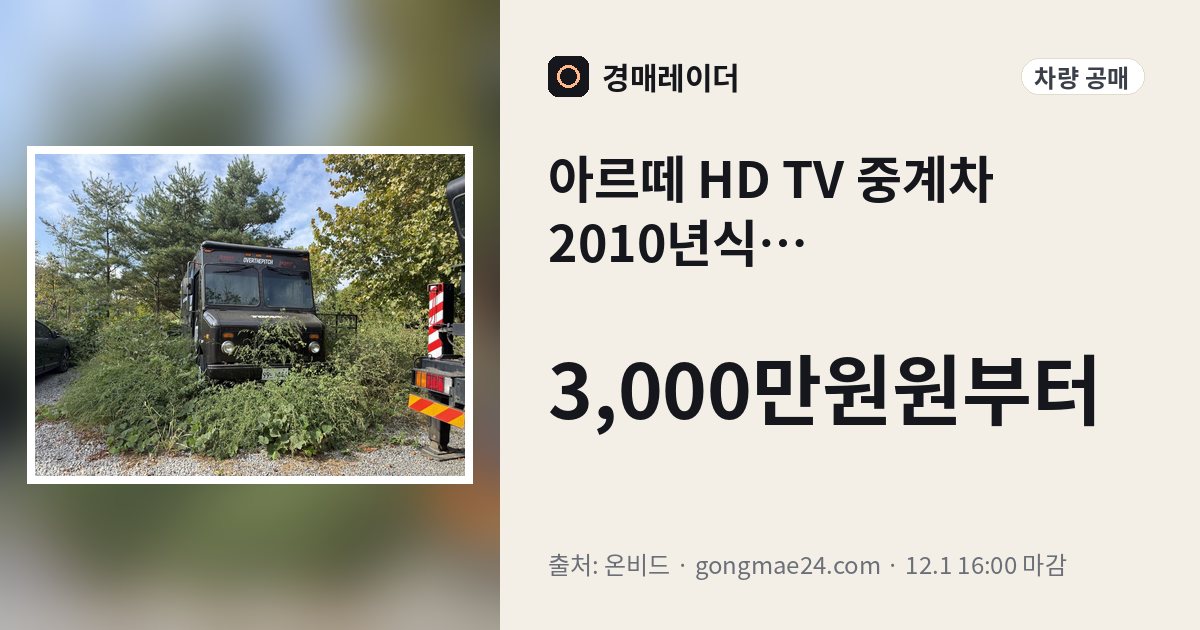 경매레이더
차량 공매
아르떼 HD TV 중계차
2010년식…
3,000만원원부터
출처: 온비드 · gongmae24.com · 12.1 16:00 마감
OVERTHEPITCH